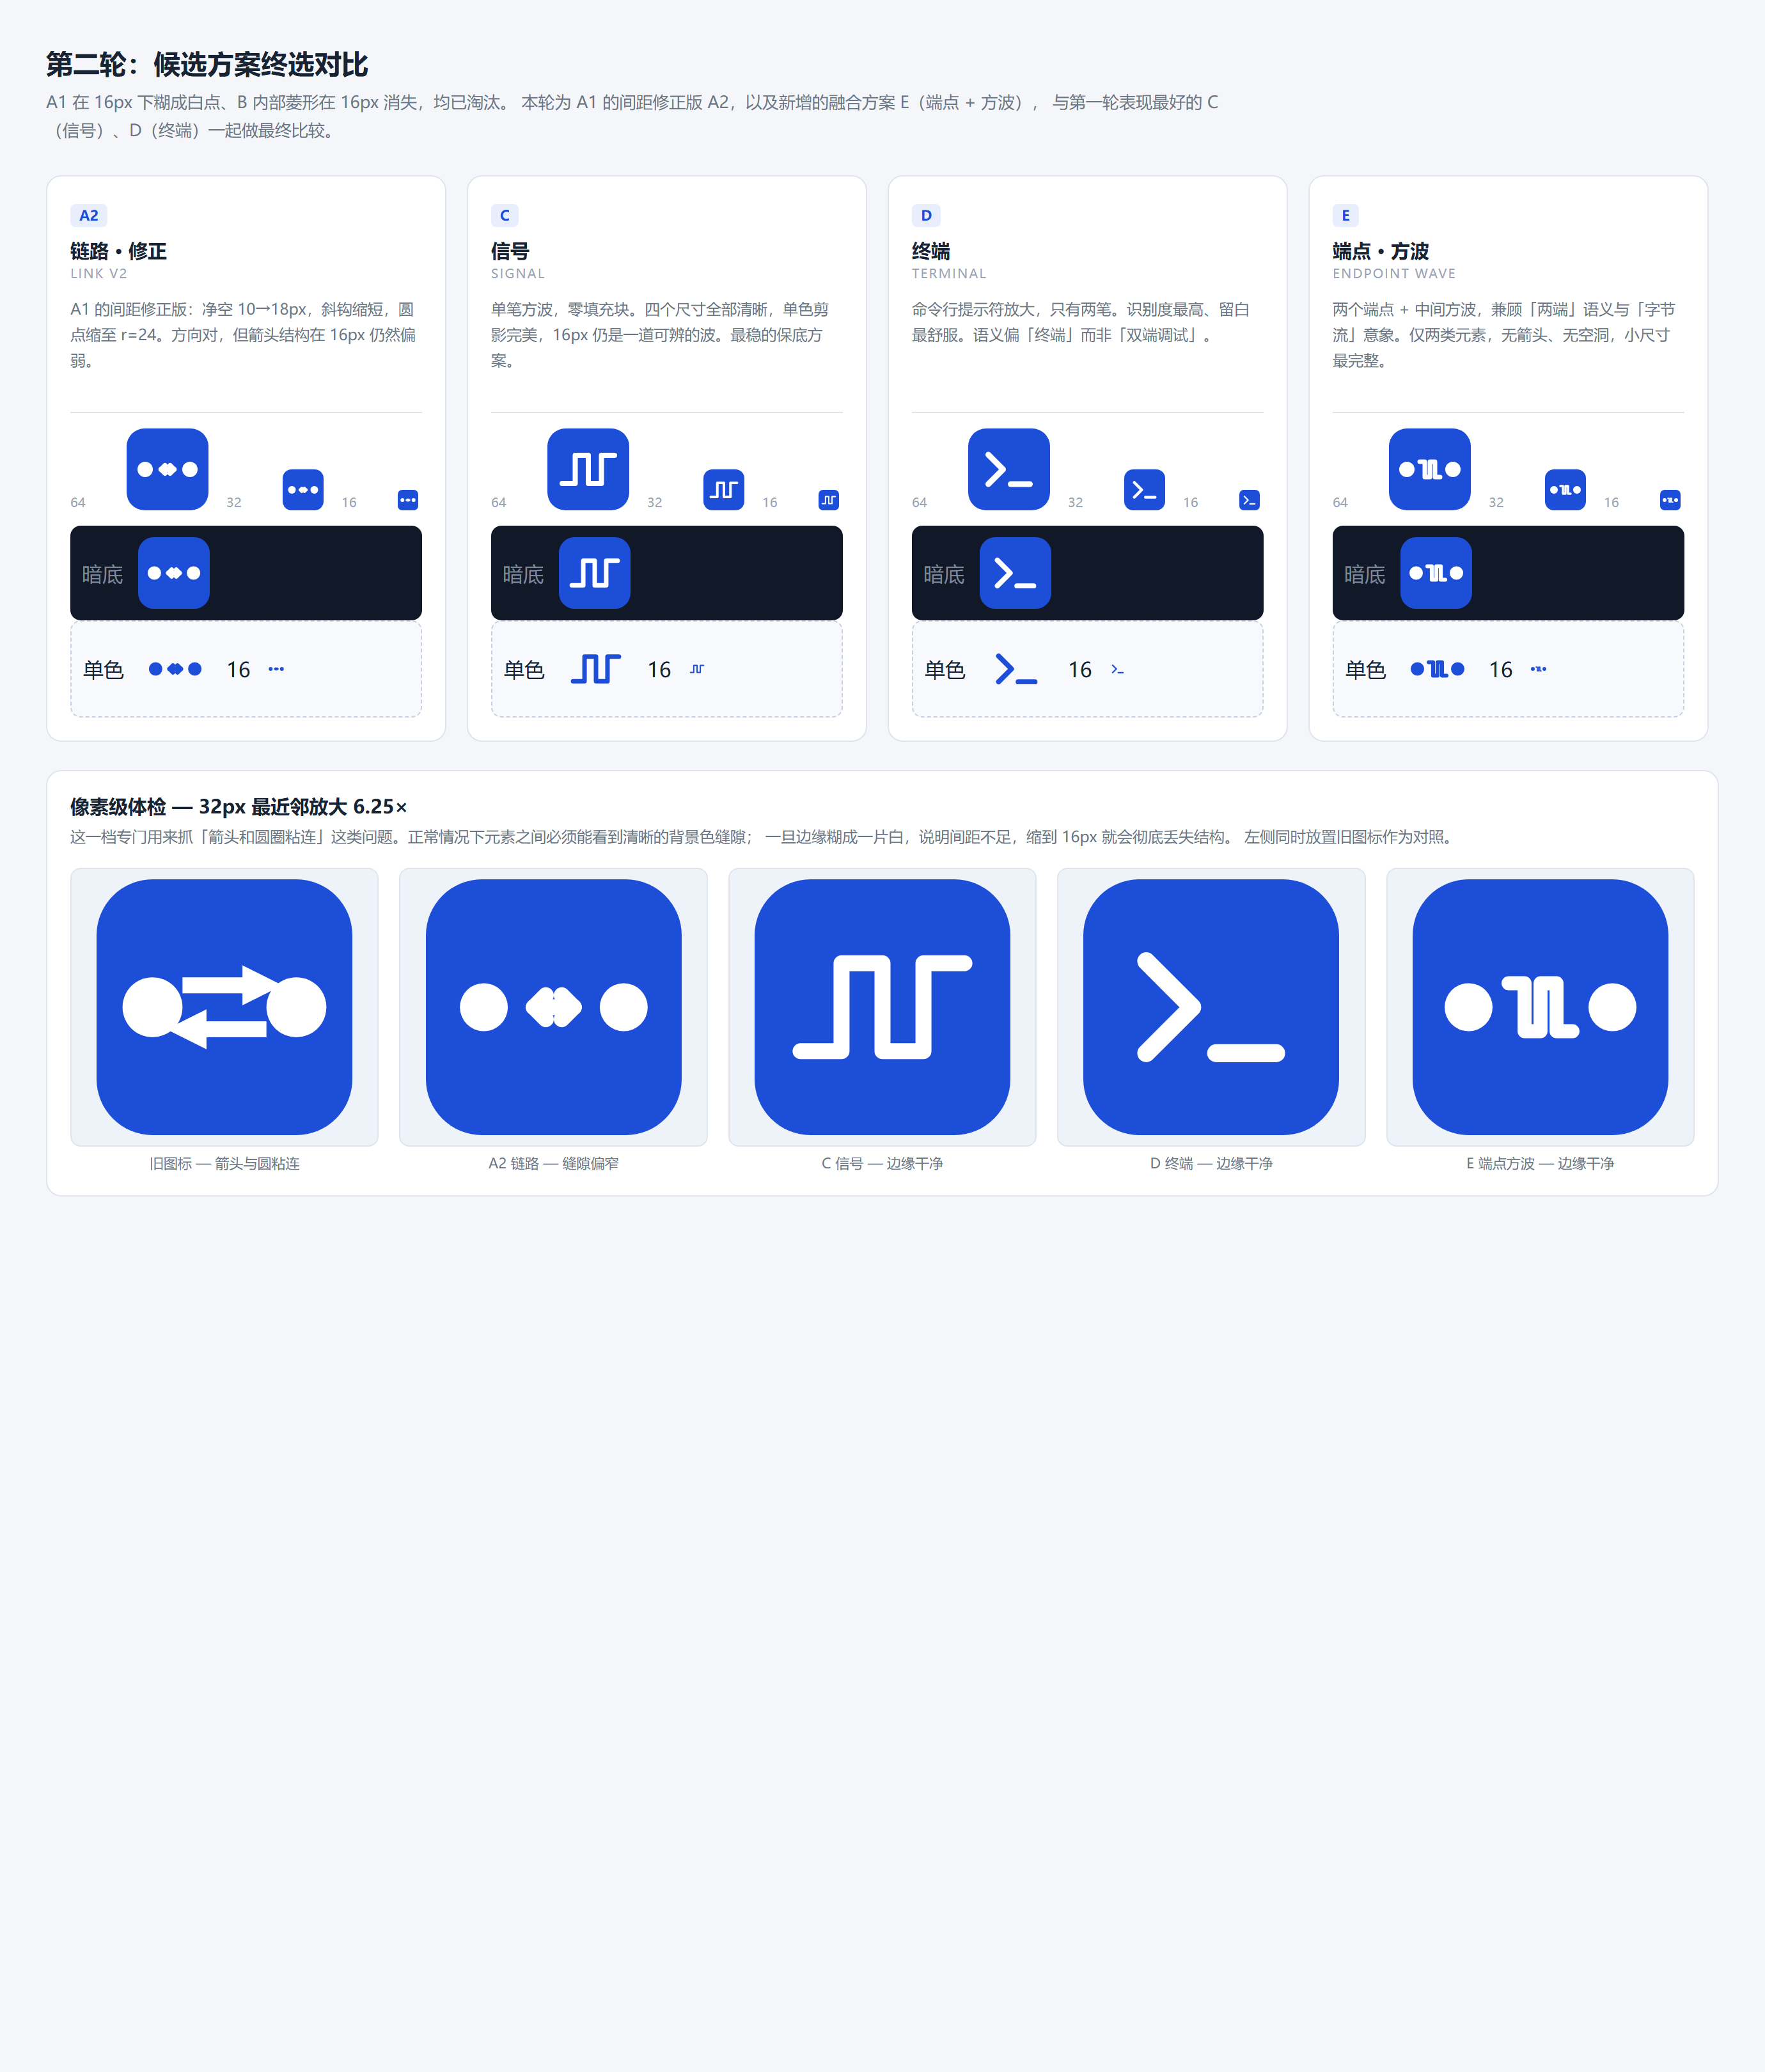 第二轮：候选方案终选对比
A1 在 16px 下糊成白点、B 内部菱形在 16px 消失，均已淘汰。 本轮为 A1 的间距修正版 A2，以及新增的融合方案 E（端点 + 方波）， 与第一轮表现最好的 C
（信号）、D（终端）一起做最终比较。
A2
链路・修正
LINK V2
A1 的间距修正版：净空 10→18px，斜钩缩短，圆
点缩至 r=24。方向对，但箭头结构在 16px 仍然偏
弱。
64
32
16
暗底
单色
16
C
信号
SIGNAL
单笔方波，零填充块。四个尺寸全部清晰，单色剪
影完美，16px 仍是一道可辨的波。最稳的保底方
案。
64
32
16
暗底
单色
16
D
终端
TERMINAL
命令行提示符放大，只有两笔。识别度最高、留白
最舒服。语义偏「终端」而非「双端调试」。
64
32
16
暗底
单色
16
E
端点・方波
ENDPOINT WAVE
两个端点 + 中间方波，兼顾「两端」语义与「字节
流」意象。仅两类元素，无箭头、无空洞，小尺寸
最完整。
64
32
16
暗底
单色
16
像素级体检 — 32px 最近邻放大 6.25×
这一档专门用来抓「箭头和圆圈粘连」这类问题。正常情况下元素之间必须能看到清晰的背景色缝隙； 一旦边缘糊成一片白，说明间距不足，缩到 16px 就会彻底丢失结构。 左侧同时放置旧图标作为对照。
旧图标 — 箭头与圆粘连
A2 链路 — 缝隙偏窄
C 信号 — 边缘干净
D 终端 — 边缘干净
E 端点方波 — 边缘干净